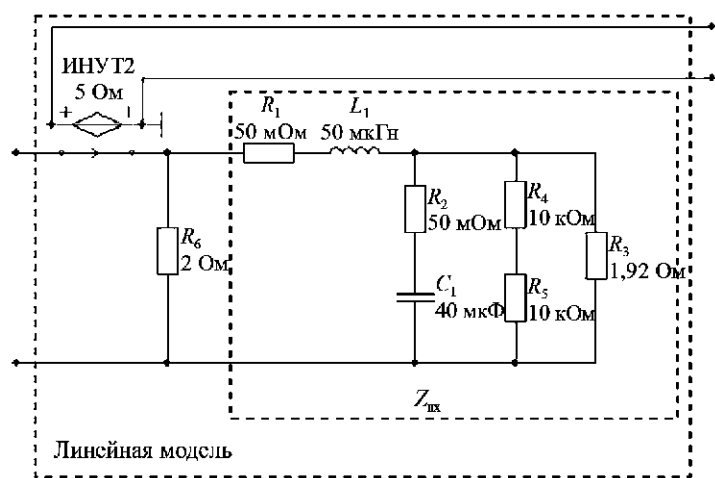 ИНУТ2
5 Ом
+ −
R₁
50 мОм
L₁
50 мкГн
R₂
50 мОм
R₄
10 кОм
R₃
1,92 Ом
R₆
2 Ом
C₁
40 мкФ
R₅
10 кОм
Zпх
Линейная модель